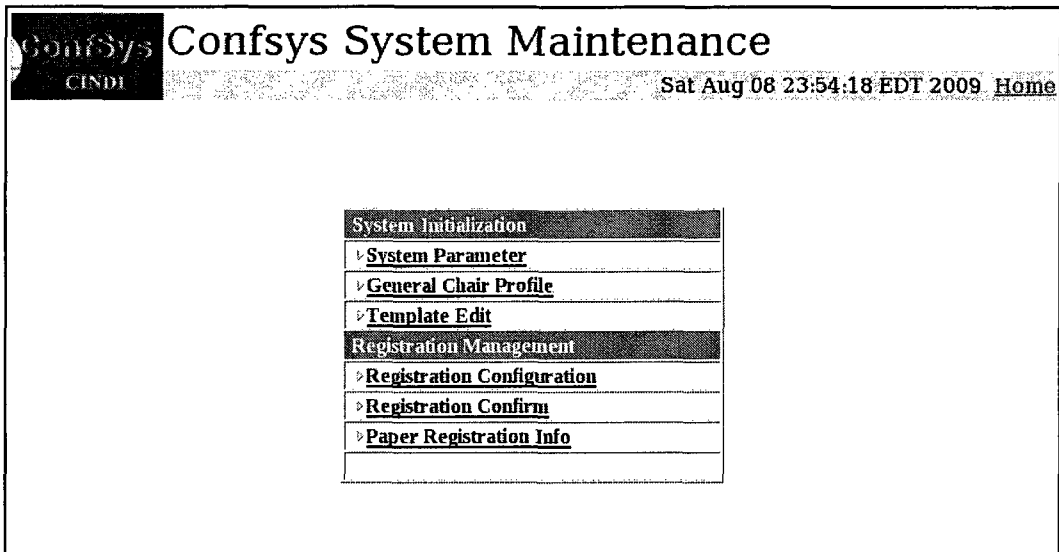 ConfSys
CINDI
Confsys System Maintenance
Sat Aug 08 23:54:18 EDT 2009 Home
System Initialization
System Parameter
General Chair Profile
Template Edit
Registration Management
Registration Configuration
Registration Confirm
Paper Registration Info